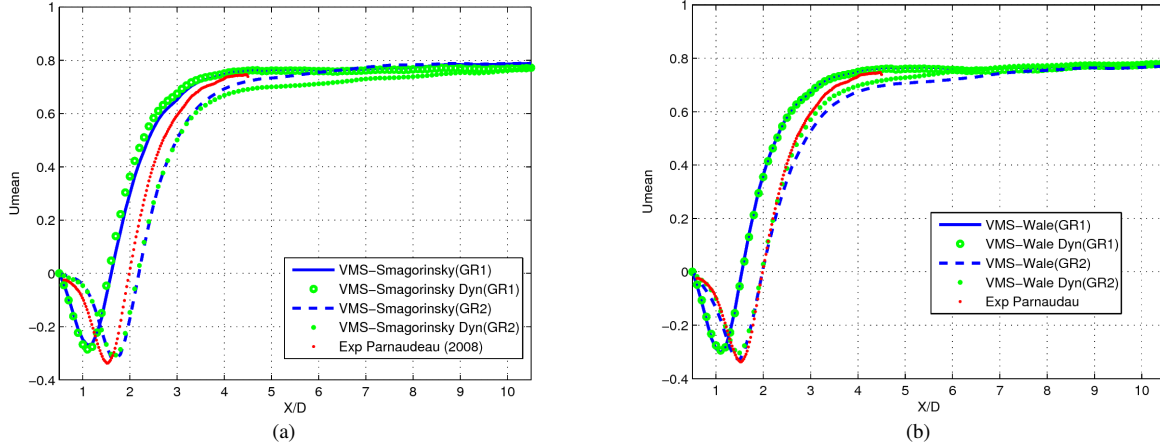 1
0.8
0.6
0.4
0.2
0
−0.2
−0.4
Umean
1 2 3 4 5 6 7 8 9 10
X/D
VMS−Smagorinsky(GR1)
VMS−Smagorinsky Dyn(GR1)
VMS−Smagorinsky(GR2)
VMS−Smagorinsky Dyn(GR2)
Exp Parnaudeau (2008)
(a)
1
0.8
0.6
0.4
0.2
0
−0.2
−0.4
Umean
1 2 3 4 5 6 7 8 9 10
X/D
VMS−Wale(GR1)
VMS−Wale Dyn(GR1)
VMS−Wale(GR2)
VMS−Wale Dyn(GR2)
Exp Parnaudau
(b)